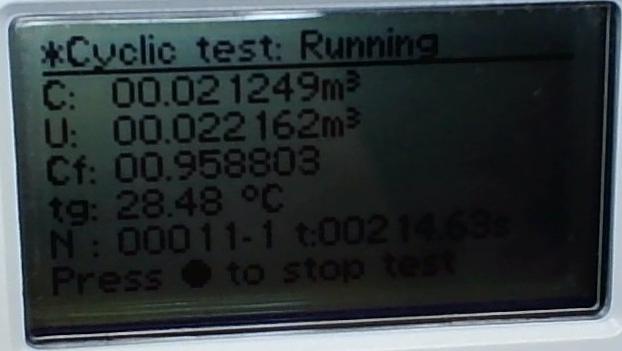 *Cyclic test: Running
C: 00.021249m³
U: 00.022162m³
Cf: 00.958803
tg: 28.48 °C
N : 00011-1 t:00214.63s
Press ● to stop test